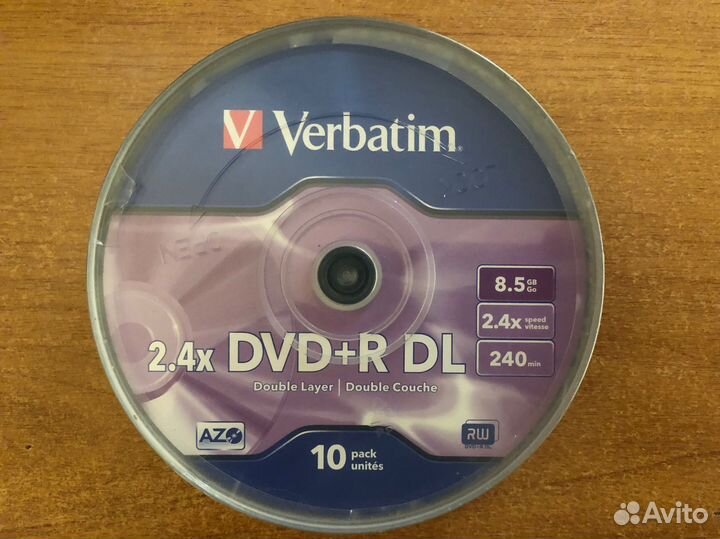 V Verbatim®
OPEN
8.5 GB Go
2.4x speed vitesse
240 min
2.4x DVD+R DL
Double Layer | Double Couche
AZO
RW
10 pack unités
Avito